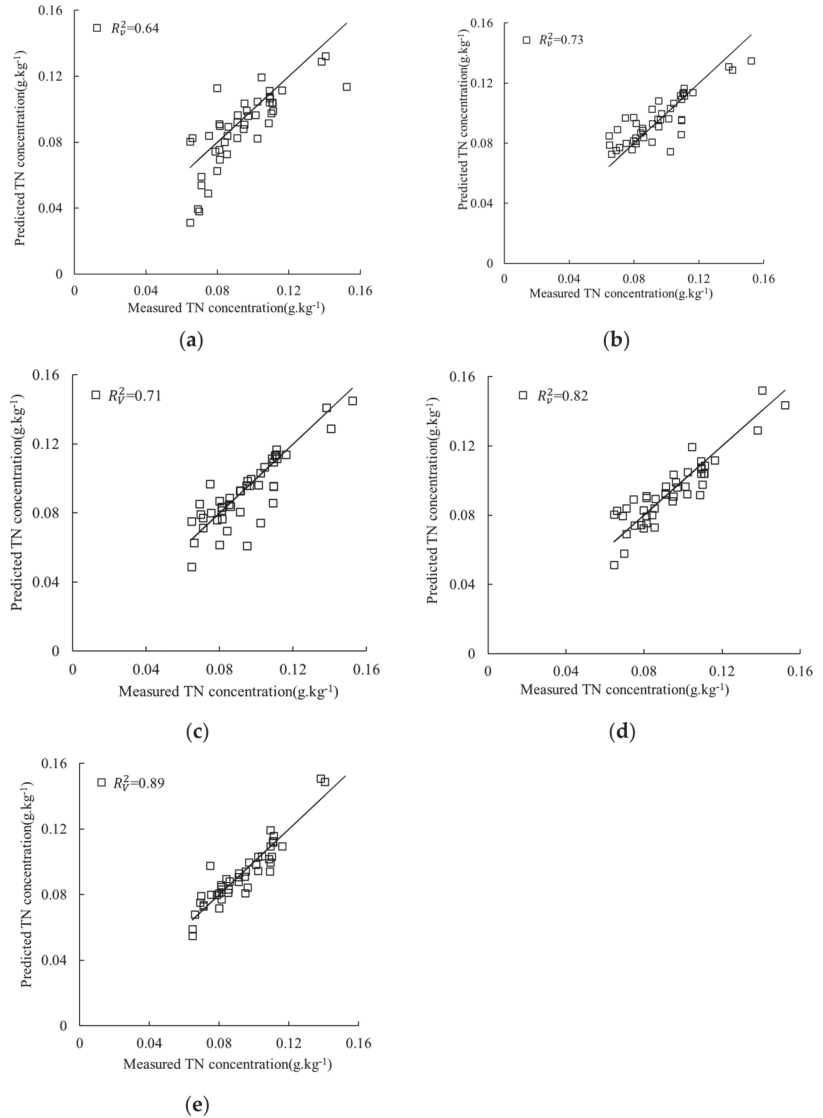 0.16
0.12
0.08
0.04
0
R_v^2=0.64
Predicted TN concentration(g.kg-1)
0 0.04 0.08 0.12 0.16
Measured TN concentration(g.kg-1)
(a)
0.16
0.12
0.08
0.04
0
R_v^2=0.73
Predicted TN concentration(g.kg-1)
0 0.04 0.08 0.12 0.16
Measured TN concentration(g.kg-1)
(b)
0.16
0.12
0.08
0.04
0
R_V^2=0.71
Predicted TN concentration(g.kg-1)
0 0.04 0.08 0.12 0.16
Measured TN concentration(g.kg-1)
(c)
0.16
0.12
0.08
0.04
0
R_v^2=0.82
Predicted TN concentration(g.kg-1)
0 0.04 0.08 0.12 0.16
Measured TN concentration(g.kg-1)
(d)
0.16
0.12
0.08
0.04
0
R_V^2=0.89
Predicted TN concentration(g.kg-1)
0 0.04 0.08 0.12 0.16
Measured TN concentration(g.kg-1)
(e)